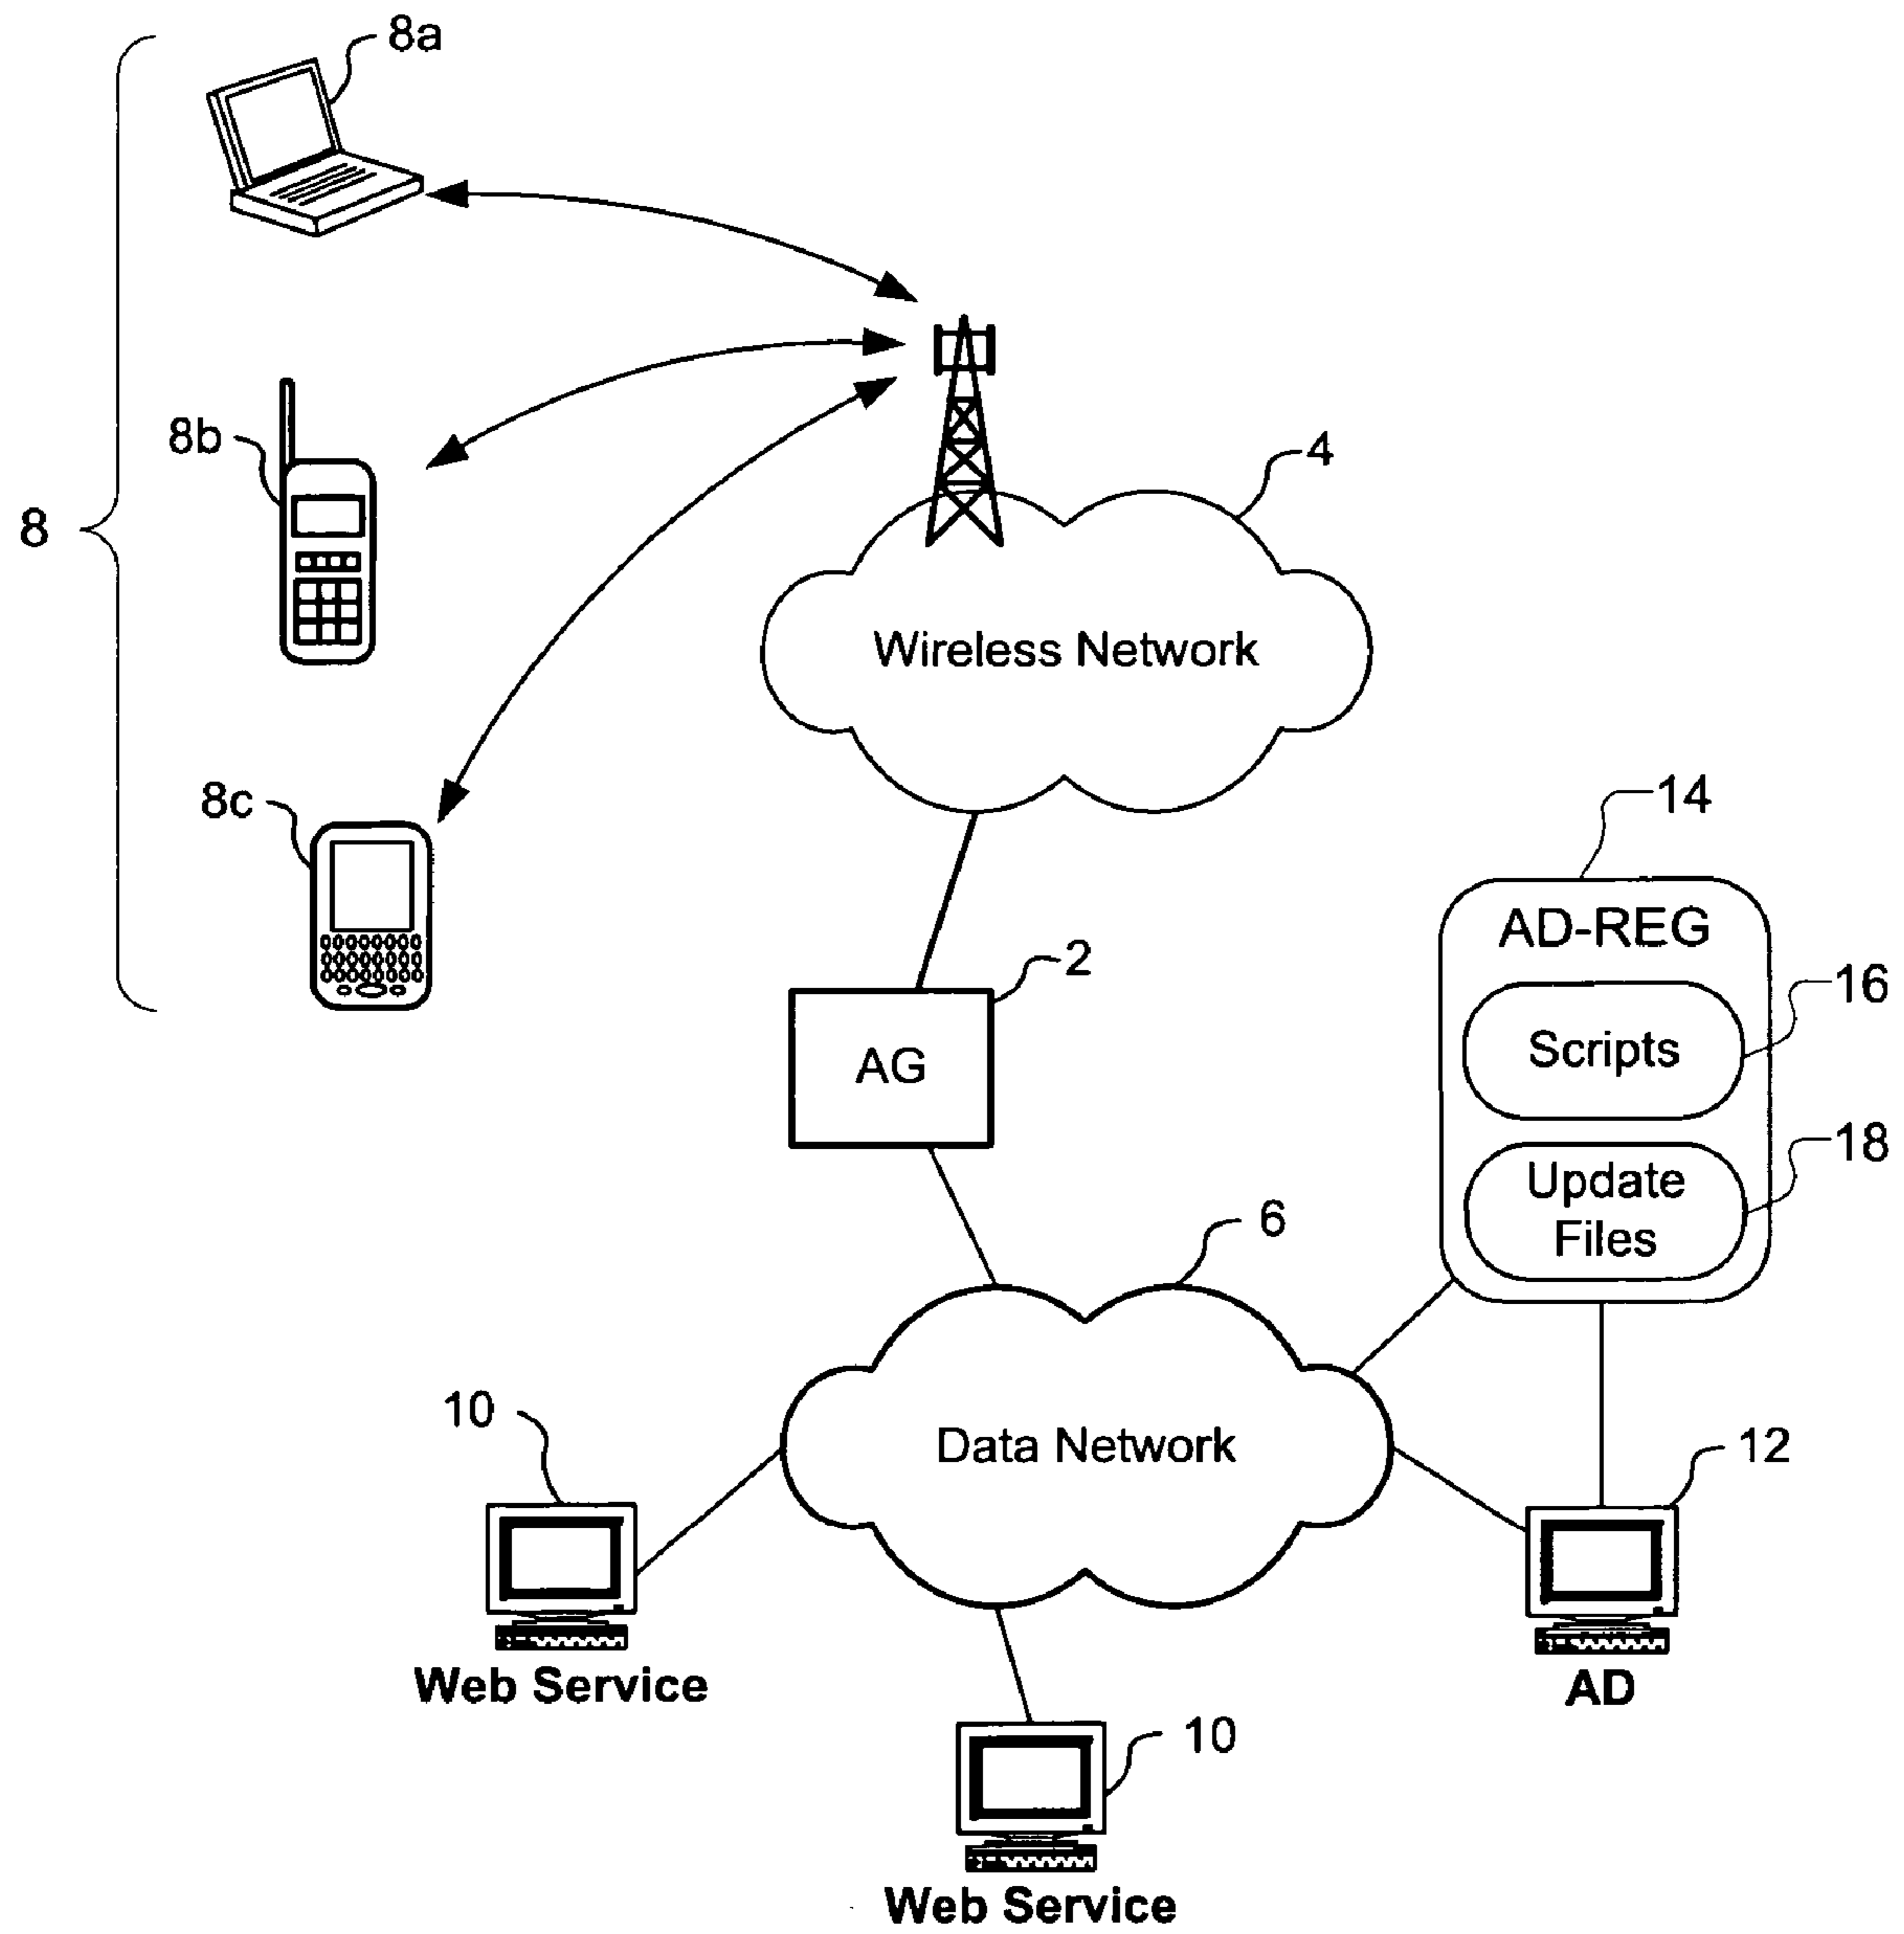 8a
8b
4
8
Wireless Network
8c
14
AD-REG
2
16
Scripts
AG
18
Update
Files
6
10
Data Network
12
Web Service
AD
10
Web Service